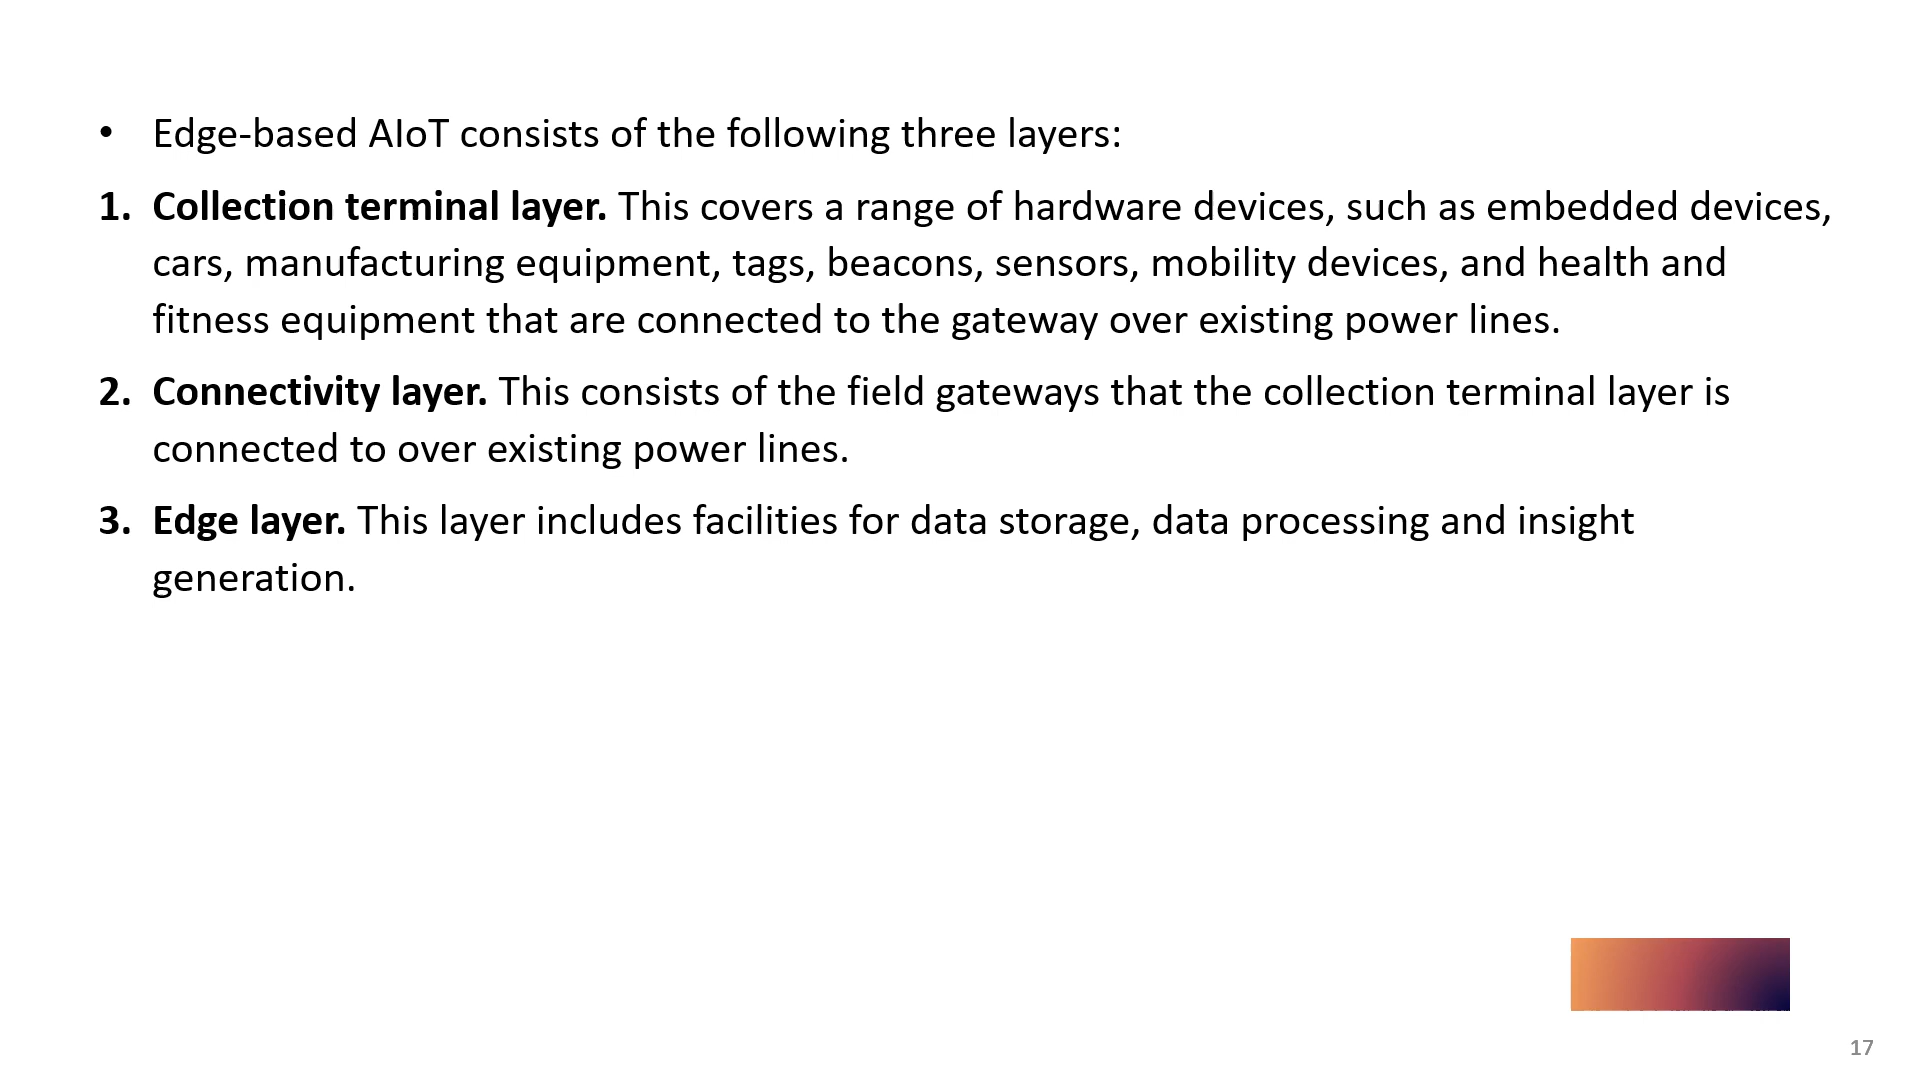 • Edge-based AIoT consists of the following three layers:
1. Collection terminal layer. This covers a range of hardware devices, such as embedded devices,
cars, manufacturing equipment, tags, beacons, sensors, mobility devices, and health and
fitness equipment that are connected to the gateway over existing power lines.
2. Connectivity layer. This consists of the field gateways that the collection terminal layer is
connected to over existing power lines.
3. Edge layer. This layer includes facilities for data storage, data processing and insight
generation.
17